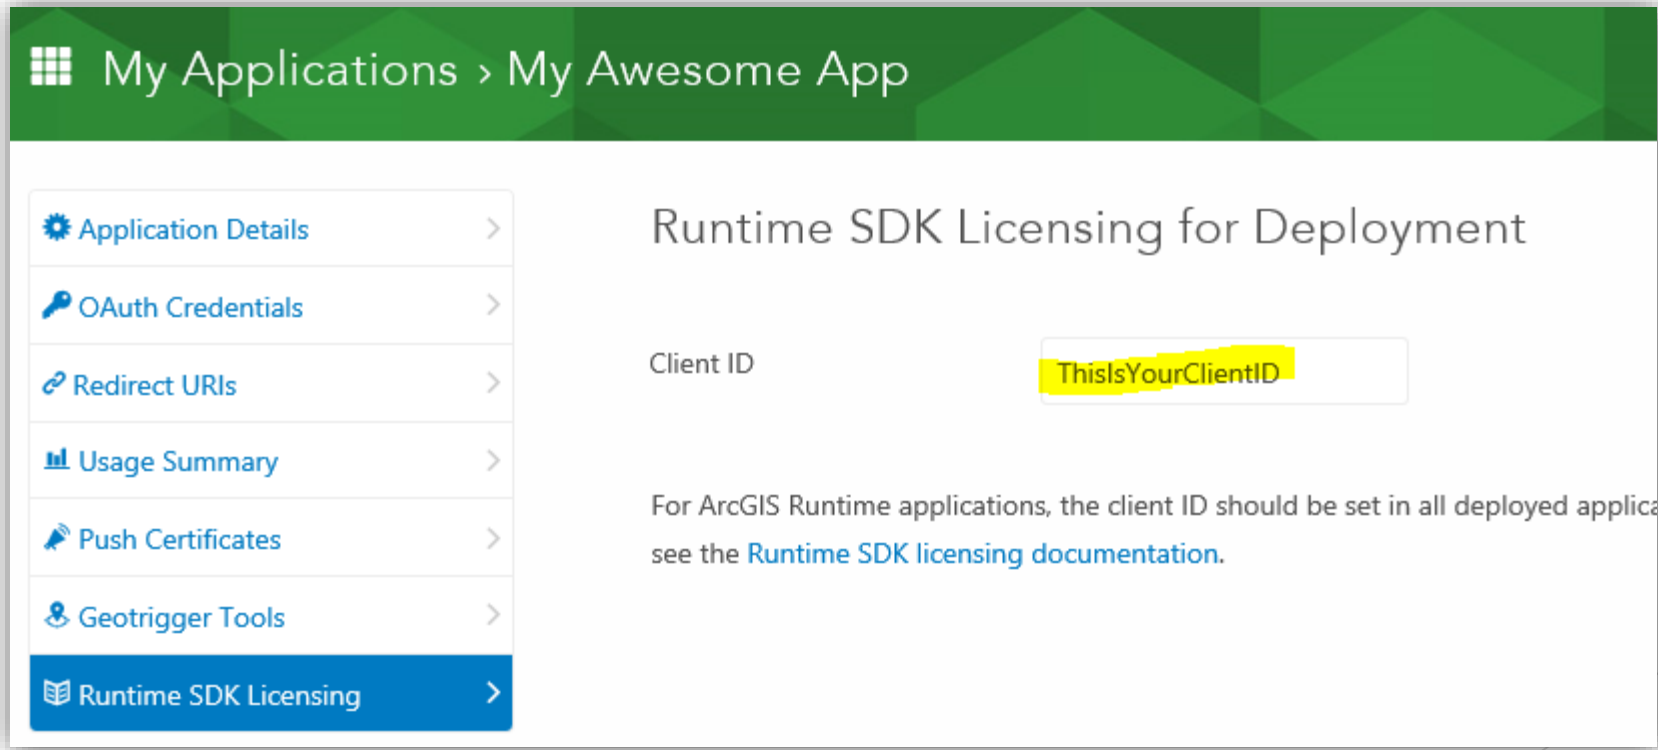 My Applications › My Awesome App
Application Details
OAuth Credentials
Redirect URIs
Usage Summary
Push Certificates
Geotrigger Tools
Runtime SDK Licensing
Runtime SDK Licensing for Deployment
Client ID
ThisIsYourClientID
For ArcGIS Runtime applications, the client ID should be set in all deployed
see the Runtime SDK licensing documentation.